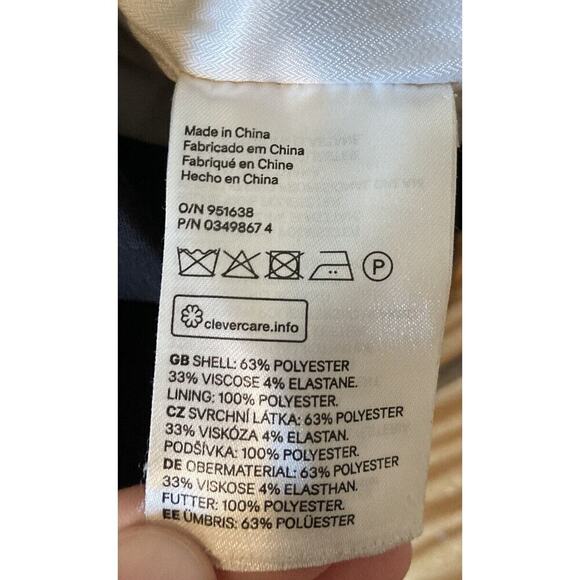 Made in China
Fabricado em China
Fabriqué en Chine
Hecho en China
O/N 951638
P/N 0349867 4
P
clevercare.info
GB SHELL: 63% POLYESTER
33% VISCOSE 4% ELASTANE.
LINING: 100% POLYESTER.
CZ SVRCHNÍ LÁTKA: 63% POLYESTER
33% VISKÓZA 4% ELASTAN.
PODŠÍVKA: 100% POLYESTER.
DE OBERMATERIAL: 63% POLYESTER
33% VISKOSE 4% ELASTHAN.
FUTTER: 100% POLYESTER.
EE ÜMBRIS: 63% POLÜESTER